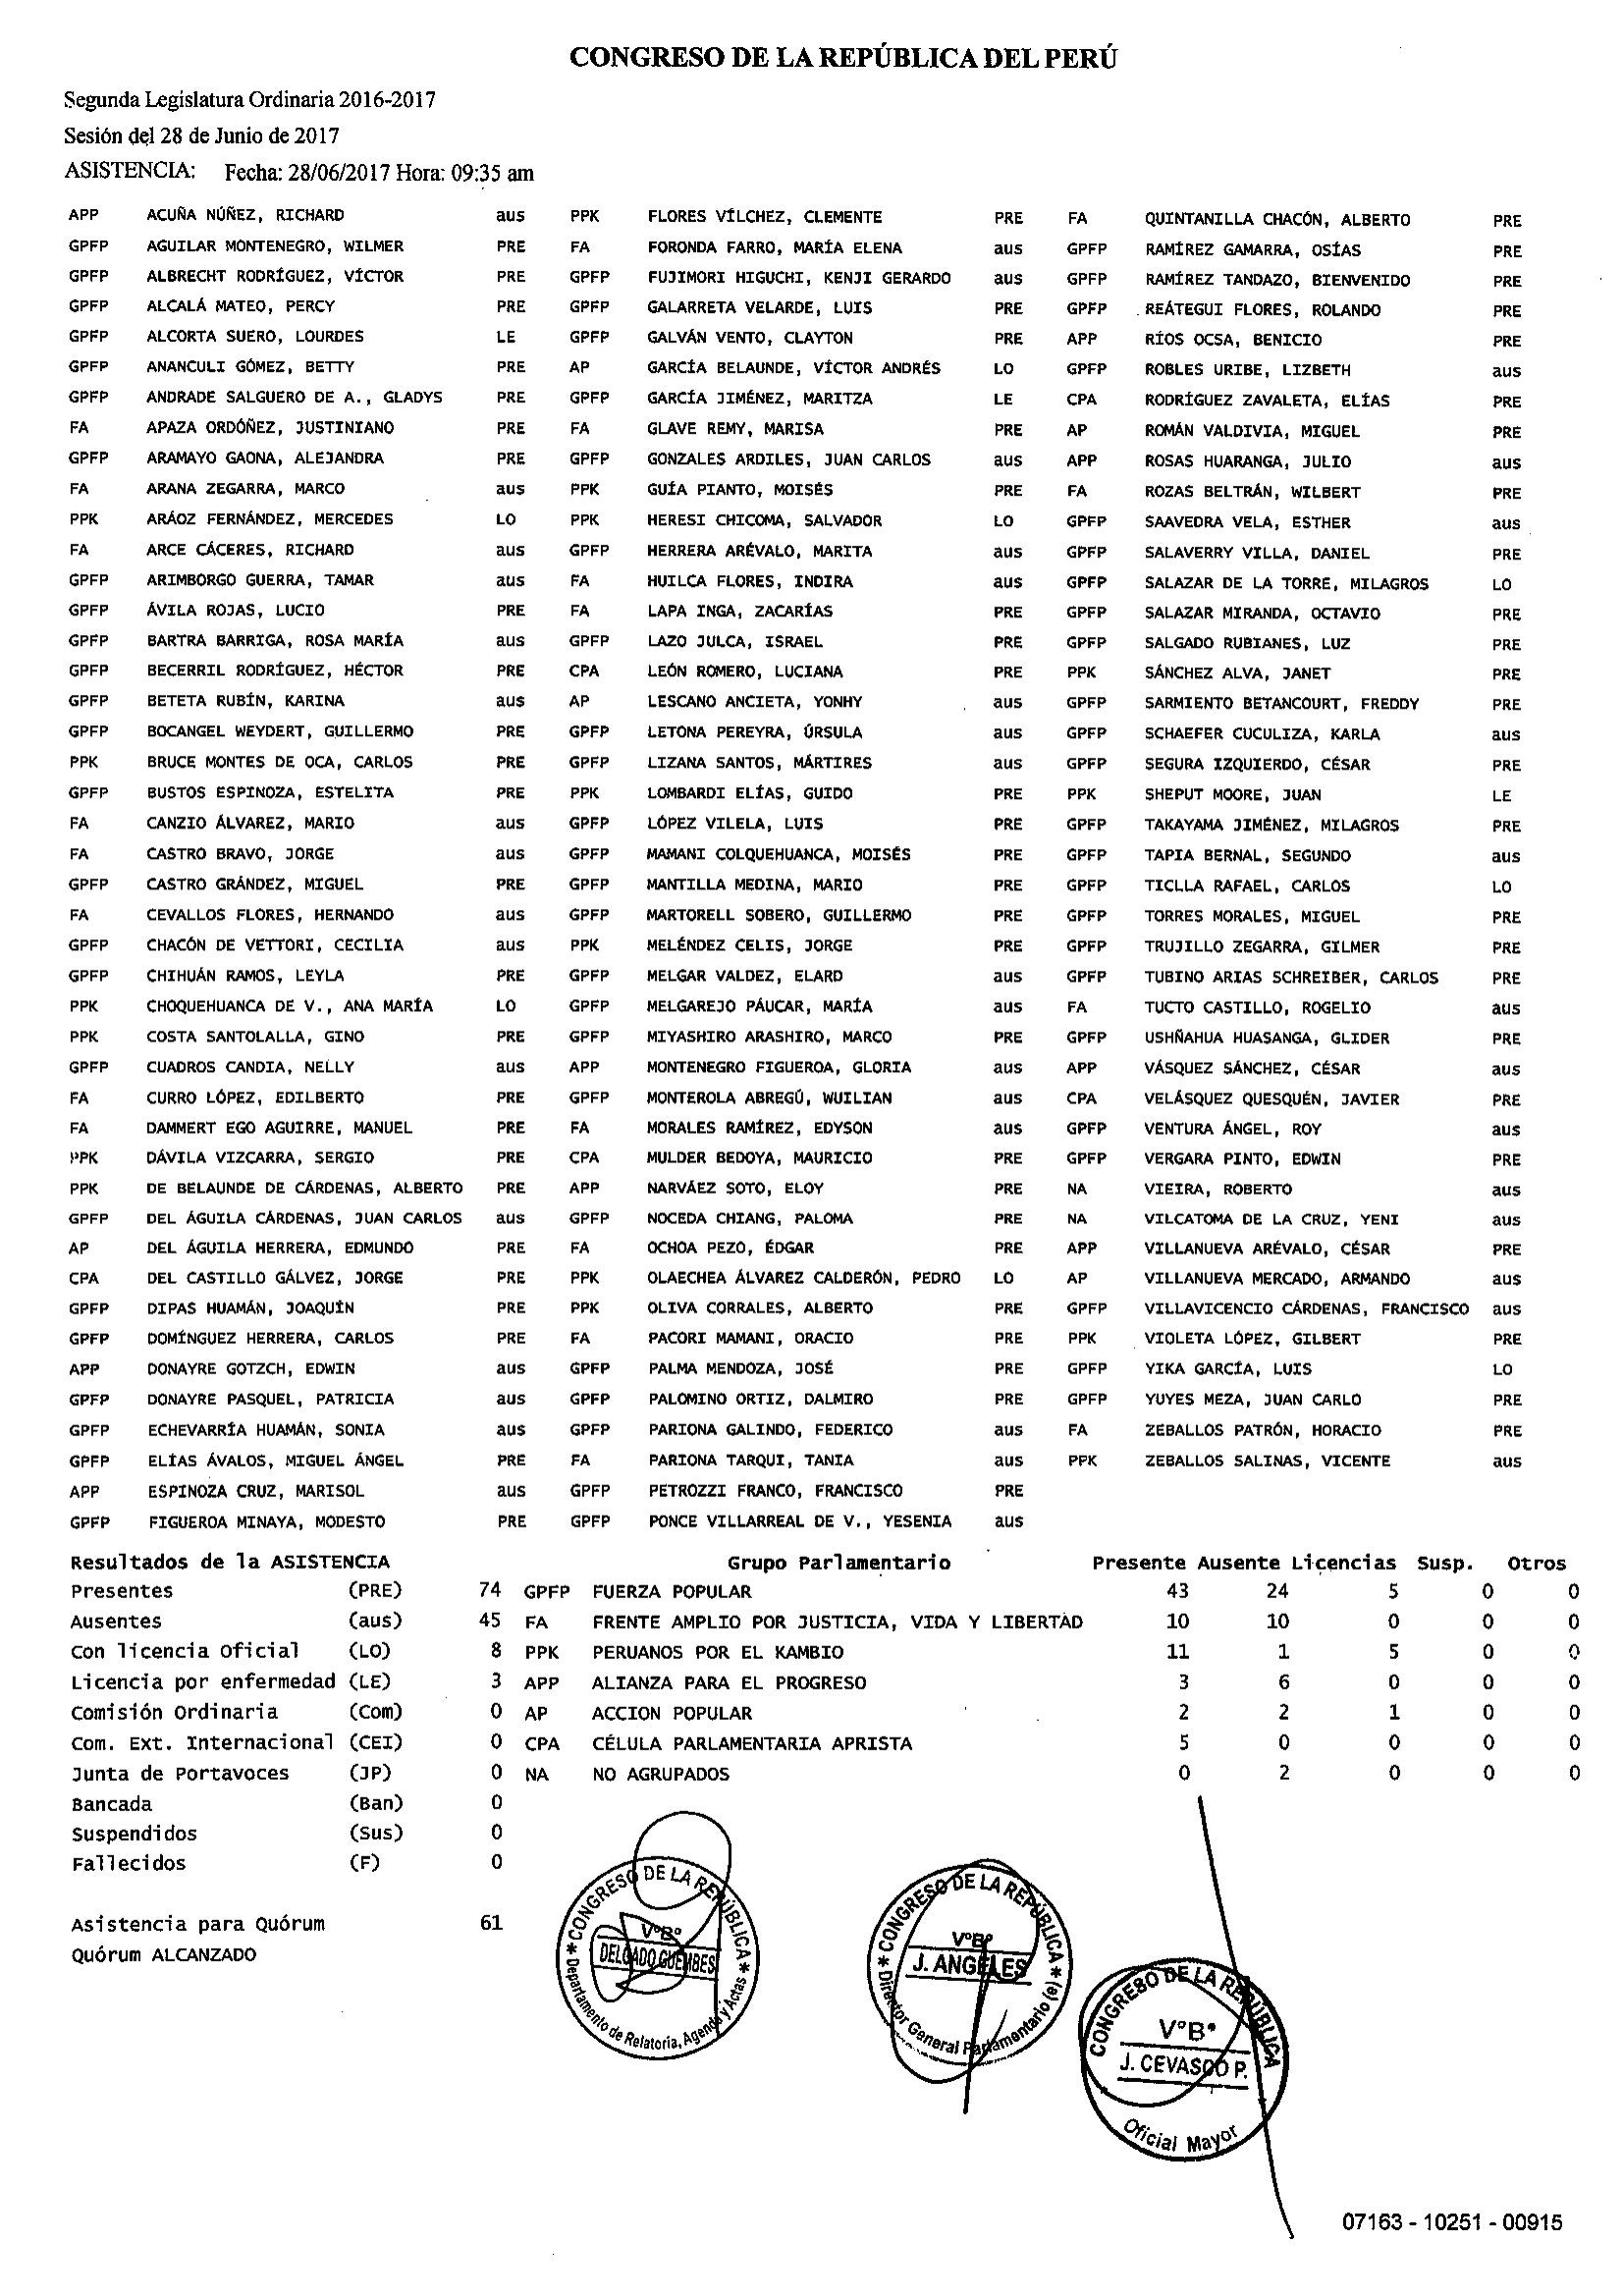 CONGRESO DE LA REPÚBLICA DEL PERÚ
Segunda Legislatura Ordinaria 2016-2017
Sesión del 28 de Junio de 2017
ASISTENCIA: Fecha: 28/06/2017 Hora: 09:35 am
APP ACUÑA NÚÑEZ, RICHARD aus PPK FLORES VÍLCHEZ, CLEMENTE PRE FA QUINTANILLA CHACÓN, ALBERTO PRE
GPFP AGUILAR MONTENEGRO, WILMER PRE FA FORONDA FARRO, MARÍA ELENA aus GPFP RAMÍREZ GAMARRA, OSÍAS PRE
GPFP ALBRECHT RODRÍGUEZ, VÍCTOR PRE GPFP FUJIMORI HIGUCHI, KENJI GERARDO aus GPFP RAMÍREZ TANDAZO, BIENVENIDO PRE
GPFP ALCALÁ MATEO, PERCY PRE GPFP GALARRETA VELARDE, LUIS PRE GPFP REÁTEGUI FLORES, ROLANDO PRE
GPFP ALCORTA SUERO, LOURDES LE GPFP GALVÁN VENTO, CLAYTON PRE APP RÍOS OCSA, BENICIO PRE
GPFP ANANCULI GÓMEZ, BETTY PRE AP GARCÍA BELAUNDE, VÍCTOR ANDRÉS LO GPFP ROBLES URIBE, LIZBETH aus
GPFP ANDRADE SALGUERO DE A., GLADYS PRE GPFP GARCÍA JIMÉNEZ, MARITZA LE CPA RODRÍGUEZ ZAVALETA, ELÍAS PRE
FA APAZA ORDÓÑEZ, JUSTINIANO PRE FA GLAVE REMY, MARISA PRE AP ROMÁN VALDIVIA, MIGUEL PRE
GPFP ARAMAYO GAONA, ALEJANDRA PRE GPFP GONZALES ARDILES, JUAN CARLOS aus APP ROSAS HUARANGA, JULIO aus
FA ARANA ZEGARRA, MARCO aus PPK GUÍA PIANTO, MOISÉS PRE FA ROZAS BELTRÁN, WILBERT PRE
PPK ARÁOZ FERNÁNDEZ, MERCEDES LO PPK HERESI CHICOMA, SALVADOR LO GPFP SAAVEDRA VELA, ESTHER aus
FA ARCE CÁCERES, RICHARD aus GPFP HERRERA ARÉVALO, MARITA aus GPFP SALAVERRY VILLA, DANIEL PRE
GPFP ARIMBORGO GUERRA, TAMAR aus FA HUILCA FLORES, INDIRA aus GPFP SALAZAR DE LA TORRE, MILAGROS LO
GPFP ÁVILA ROJAS, LUCIO PRE FA LAPA INGA, ZACARÍAS PRE GPFP SALAZAR MIRANDA, OCTAVIO PRE
GPFP BARTRA BARRIGA, ROSA MARÍA aus GPFP LAZO JULCA, ISRAEL PRE GPFP SALGADO RUBIANES, LUZ PRE
GPFP BECERRIL RODRÍGUEZ, HÉCTOR PRE CPA LEÓN ROMERO, LUCIANA PRE PPK SÁNCHEZ ALVA, JANET PRE
GPFP BETETA RUBÍN, KARINA aus AP LESCANO ANCIETA, YONHY aus GPFP SARMIENTO BETANCOURT, FREDDY PRE
GPFP BOCANGEL WEYDERT, GUILLERMO PRE GPFP LETONA PEREYRA, ÚRSULA aus GPFP SCHAEFER CUCULIZA, KARLA aus
PPK BRUCE MONTES DE OCA, CARLOS PRE GPFP LIZANA SANTOS, MÁRTIRES aus GPFP SEGURA IZQUIERDO, CÉSAR PRE
GPFP BUSTOS ESPINOZA, ESTELITA PRE PPK LOMBARDI ELÍAS, GUIDO PRE PPK SHEPUT MOORE, JUAN LE
FA CANZIO ÁLVAREZ, MARIO aus GPFP LÓPEZ VILELA, LUIS PRE GPFP TAKAYAMA JIMÉNEZ, MILAGROS PRE
FA CASTRO BRAVO, JORGE aus GPFP MAMANI COLQUEHUANCA, MOISÉS PRE GPFP TAPIA BERNAL, SEGUNDO aus
GPFP CASTRO GRÁNDEZ, MIGUEL PRE GPFP MANTILLA MEDINA, MARIO PRE GPFP TICLLA RAFAEL, CARLOS LO
FA CEVALLOS FLORES, HERNANDO aus GPFP MARTORELL SOBERO, GUILLERMO PRE GPFP TORRES MORALES, MIGUEL PRE
GPFP CHACÓN DE VETTORI, CECILIA aus PPK MELÉNDEZ CELIS, JORGE PRE GPFP TRUJILLO ZEGARRA, GILMER PRE
GPFP CHIHUÁN RAMOS, LEYLA PRE GPFP MELGAR VALDEZ, ELARD aus GPFP TUBINO ARIAS SCHREIBER, CARLOS PRE
PPK CHOQUEHUANCA DE V., ANA MARÍA LO GPFP MELGAREJO PÁUCAR, MARÍA aus FA TUCTO CASTILLO, ROGELIO aus
PPK COSTA SANTOLALLA, GINO PRE GPFP MIYASHIRO ARASHIRO, MARCO PRE GPFP USHÑAHUA HUASANGA, GLIDER PRE
GPFP CUADROS CANDIA, NELLY aus APP MONTENEGRO FIGUEROA, GLORIA aus APP VÁSQUEZ SÁNCHEZ, CÉSAR aus
FA CURRO LÓPEZ, EDILBERTO PRE GPFP MONTEROLA ABREGÚ, WUILIAN aus CPA VELÁSQUEZ QUESQUÉN, JAVIER PRE
FA DAMMERT EGO AGUIRRE, MANUEL PRE FA MORALES RAMÍREZ, EDYSON aus GPFP VENTURA ÁNGEL, ROY aus
PPK DÁVILA VIZCARRA, SERGIO PRE CPA MULDER BEDOYA, MAURICIO PRE GPFP VERGARA PINTO, EDWIN PRE
PPK DE BELAUNDE DE CÁRDENAS, ALBERTO PRE APP NARVÁEZ SOTO, ELOY PRE NA VIEIRA, ROBERTO aus
GPFP DEL ÁGUILA CÁRDENAS, JUAN CARLOS aus GPFP NOCEDA CHIANG, PALOMA PRE NA VILCATOMA DE LA CRUZ, YENI aus
AP DEL ÁGUILA HERRERA, EDMUNDO PRE FA OCHOA PEZO, ÉDGAR PRE APP VILLANUEVA ARÉVALO, CÉSAR PRE
CPA DEL CASTILLO GÁLVEZ, JORGE PRE PPK OLAECHEA ÁLVAREZ CALDERÓN, PEDRO LO AP VILLANUEVA MERCADO, ARMANDO aus
GPFP DIPAS HUAMÁN, JOAQUÍN PRE PPK OLIVA CORRALES, ALBERTO PRE GPFP VILLAVICENCIO CÁRDENAS, FRANCISCO aus
GPFP DOMÍNGUEZ HERRERA, CARLOS PRE FA PACORI MAMANI, ORACIO PRE PPK VIOLETA LÓPEZ, GILBERT PRE
APP DONAYRE GOTZCH, EDWIN aus GPFP PALMA MENDOZA, JOSÉ PRE GPFP YIKA GARCÍA, LUIS LO
GPFP DONAYRE PASQUEL, PATRICIA aus GPFP PALOMINO ORTIZ, DALMIRO PRE GPFP YUYES MEZA, JUAN CARLO PRE
GPFP ECHEVARRÍA HUAMÁN, SONIA aus GPFP PARIONA GALINDO, FEDERICO aus FA ZEBALLOS PATRÓN, HORACIO PRE
GPFP ELÍAS ÁVALOS, MIGUEL ÁNGEL PRE FA PARIONA TARQUI, TANIA aus PPK ZEBALLOS SALINAS, VICENTE aus
APP ESPINOZA CRUZ, MARISOL aus GPFP PETROZZI FRANCO, FRANCISCO PRE
GPFP FIGUEROA MINAYA, MODESTO PRE GPFP PONCE VILLARREAL DE V., YESENIA aus
Resultados de la ASISTENCIA Grupo Parlamentario Presente Ausente Licencias Susp. Otros
Presentes (PRE) 74 GPFP FUERZA POPULAR 43 24 5 0 0
Ausentes (aus) 45 FA FRENTE AMPLIO POR JUSTICIA, VIDA Y LIBERTAD 10 10 0 0 0
Con licencia Oficial (LO) 8 PPK PERUANOS POR EL KAMBIO 11 1 5 0 0
Licencia por enfermedad (LE) 3 APP ALIANZA PARA EL PROGRESO 3 6 0 0 0
Comisión Ordinaria (Com) 0 AP ACCION POPULAR 2 2 1 0 0
Com. Ext. Internacional (CEI) 0 CPA CÉLULA PARLAMENTARIA APRISTA 5 0 0 0 0
Junta de Portavoces (JP) 0 NA NO AGRUPADOS 0 2 0 0 0
Bancada (Ban) 0
Suspendidos (Sus) 0
Fallecidos (F) 0
Asistencia para Quórum 61
Quórum ALCANZADO
CONGRESO DE LA REPÚBLICA
V°B°
DELGADO GUEMBES
Departamento de Relatoría, Agenda y Actas
CONGRESO DE LA REPÚBLICA
V°B°
J. ANGELES
Director General Parlamentario (e)
CONGRESO DE LA REPÚBLICA
V°B°
J. CEVASCO P.
Oficial Mayor
07163 - 10251 - 00915